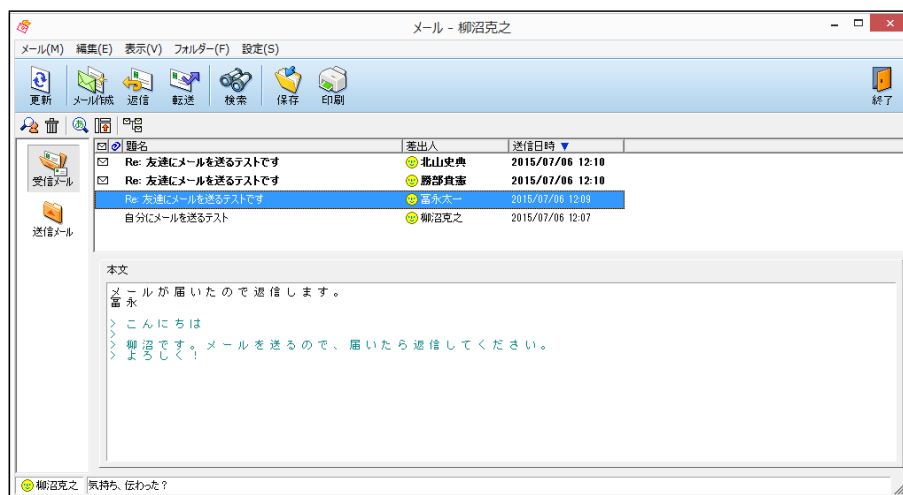 メール - 柳沼克之
メール(M) 編集(E) 表示(V) フォルダー(F) 設定(S)
更新 メール作成 返信 転送 検索 保存 印刷 終了
題名 差出人 送信日時 ▼
Re: 友達にメールを送るテストです 北山史典 2015/07/06 12:10
Re: 友達にメールを送るテストです 勝部貴憲 2015/07/06 12:10
Re: 友達にメールを送るテストです 冨永太一 2015/07/06 12:09
自分にメールを送るテスト 柳沼克之 2015/07/06 12:07
受信メール
送信メール
本文
メールが届いたので返信します。
冨永
> こんにちは
>
> 柳沼です。メールを送るので、届いたら返信してください。
> よろしく!
柳沼克之 気持ち、伝わった?